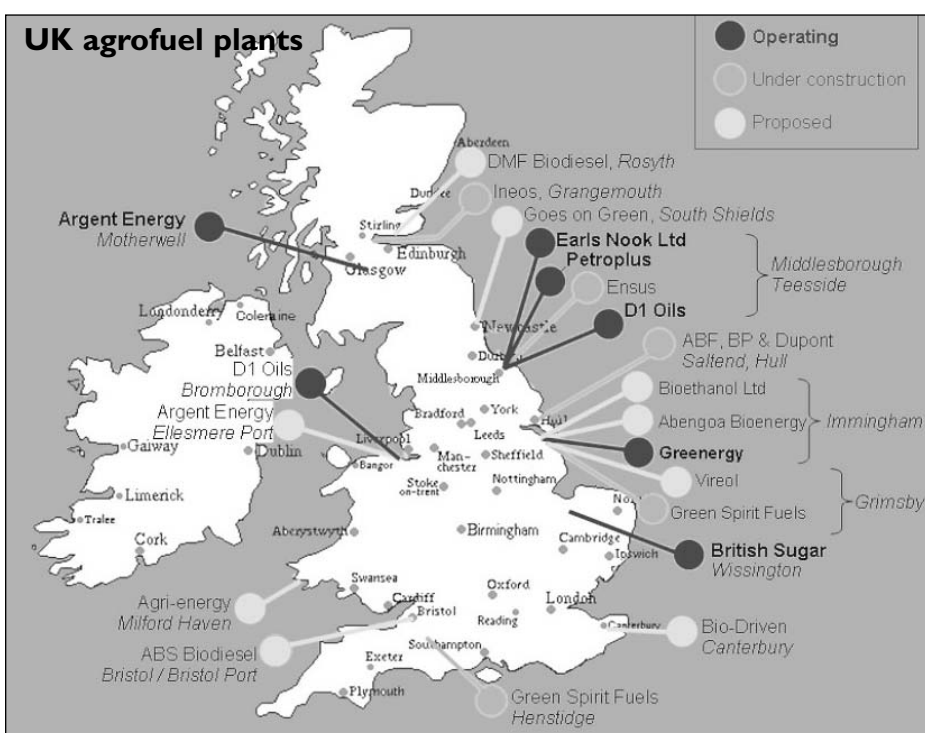 UK agrofuel plants
Operating
Under construction
Proposed
Aberdeen
DMF Biodiesel, Rosyth
Ineos, Grangemouth
Goes on Green, South Shields
Argent Energy
Motherwell
Stirling
Edinburgh
Glasgow
Earls Nook Ltd
Petroplus
Ensus
D1 Oils
Middlesborough
Teesside
Londonderry
Coleraine
Newcastle
Belfast
D1 Oils
Bromborough
Middlesborough
ABF, BP & Dupont
Saltend, Hull
Argent Energy
Ellesmere Port
Bradford
York
Hull
Leeds
Bioethanol Ltd
Abengoa Bioenergy
Immingham
Greenergy
Vireol
Green Spirit Fuels
Grimsby
Gaiway
Dublin
Liverpool
Bangor
Man-
chester
Sheffield
Stoke
on-trent
Nottingham
Limerick
Tralee
Cork
Aberystwyth
Birmingham
Cambridge
Ipswich
British Sugar
Wissington
Swansea
Cardiff
Oxford
London
Bristol
Reading
Canterbury
Agri-energy
Milford Haven
ABS Biodiesel
Bristol / Bristol Port
Bio-Driven
Canterbury
Southampton
Exeter
Plymouth
Green Spirit Fuels
Henstidge